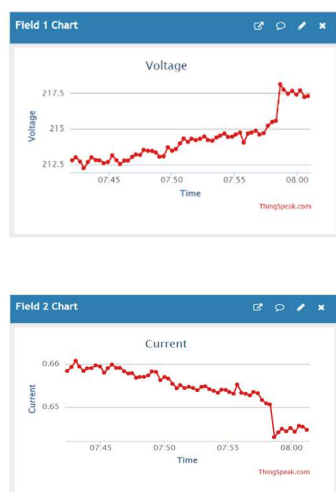 Field 1 Chart
Voltage
217.5
215
212.5
Voltage
07:45 07:50 07:55 08:00
Time
ThingSpeak.com
Field 2 Chart
Current
0.66
0.65
Current
07:45 07:50 07:55 08:00
Time
ThingSpeak.com